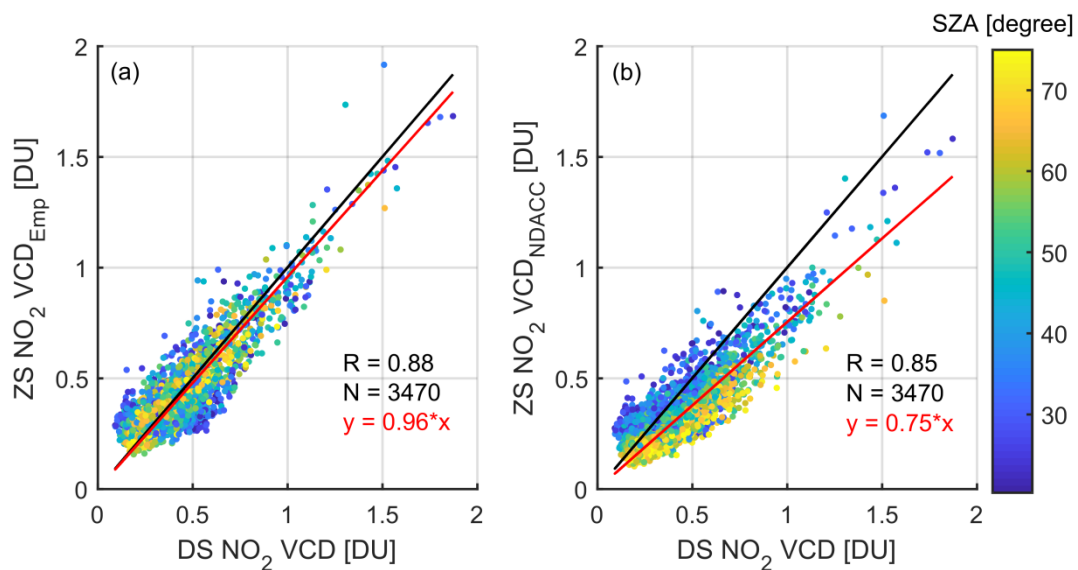 SZA [degree]
(a)
2
1.5
1
0.5
0
ZS NO2 VCDEmp [DU]
R = 0.88
N = 3470
y = 0.96*x
0 0.5 1 1.5 2
DS NO2 VCD [DU]
(b)
2
1.5
1
0.5
0
ZS NO2 VCDNDACC [DU]
R = 0.85
N = 3470
y = 0.75*x
0 0.5 1 1.5 2
DS NO2 VCD [DU]
70
60
50
40
30